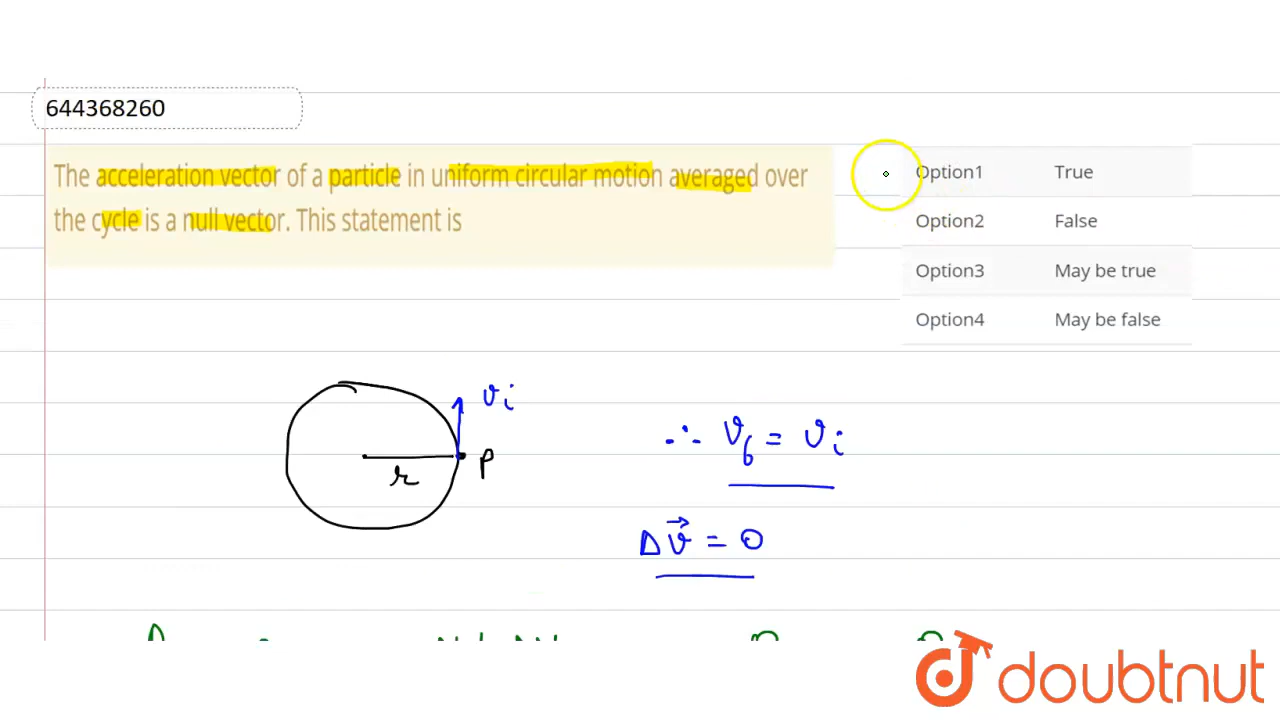 644368260
The acceleration vector of a particle in uniform circular motion averaged over
the cycle is a null vector. This statement is
Option1 True
Option2 False
Option3 May be true
Option4 May be false
vi
r
P
∴ Vf = vi
Δv⃗ = 0
doubtnut